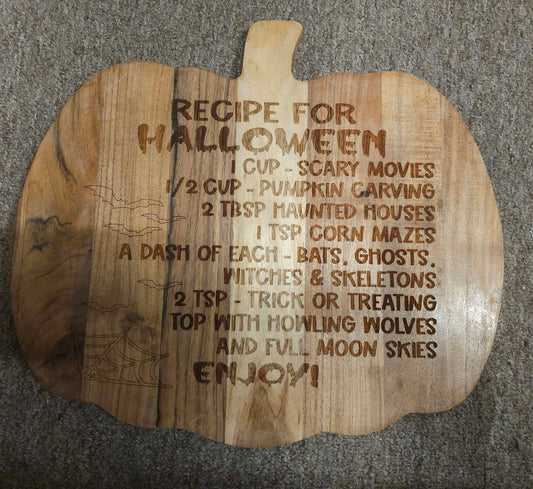 RECIPE FOR
HALLOWEEN
1 CUP - SCARY MOVIES
1/2 CUP - PUMPKIN CARVING
2 TBSP HAUNTED HOUSES
1 TSP CORN MAZES
A DASH OF EACH - BATS, GHOSTS,
WITCHES & SKELETONS
2 TSP - TRICK OR TREATING
TOP WITH HOWLING WOLVES
AND FULL MOON SKIES
ENJOY!